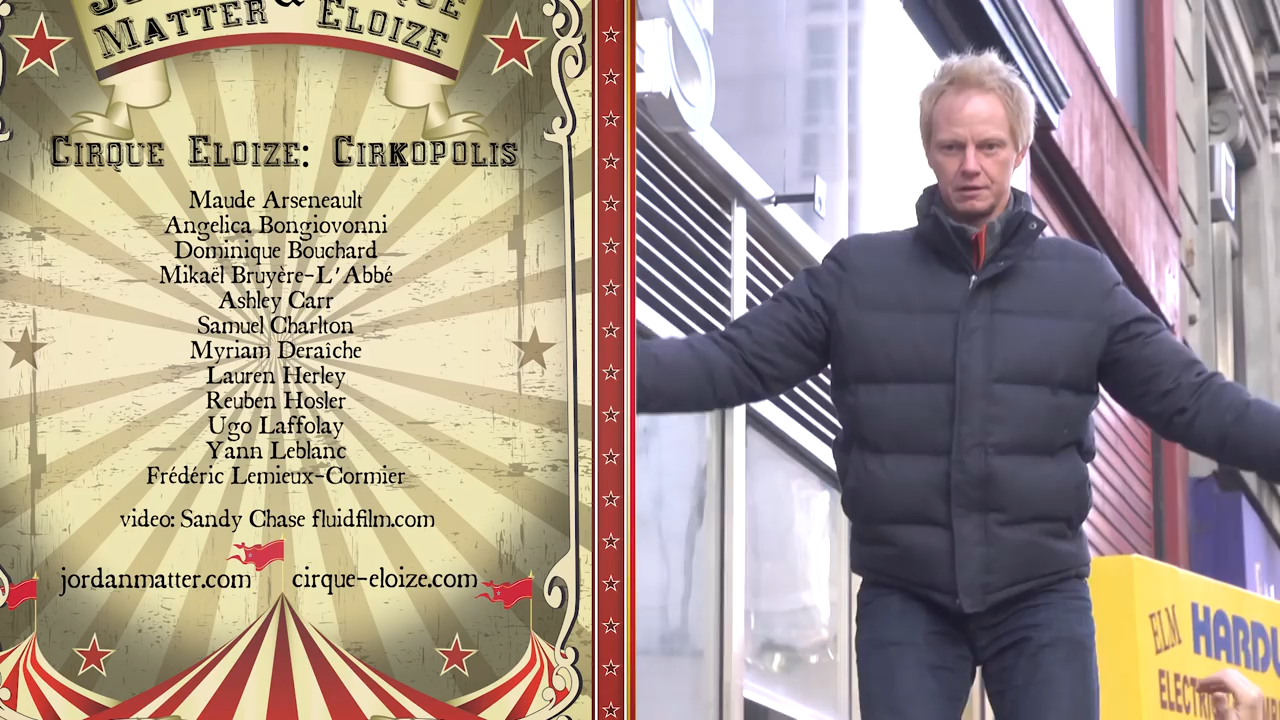 MATTER & ELOIZE
CIRQUE ELOIZE: CIRKOPOLIS
Maude Arseneault
Angelica Bongiovonni
Dominique Bouchard
Mikaël Bruyère-L'Abbé
Ashley Carr
Samuel Charlton
Myriam Deraîche
Lauren Herley
Reuben Hosler
Ugo Laffolay
Yann Leblanc
Frédéric Lemieux-Cormier
video: Sandy Chase fluidfilm.com
jordanmatter.com cirque-eloize.com
S
ELM HARDW
ELECTRI